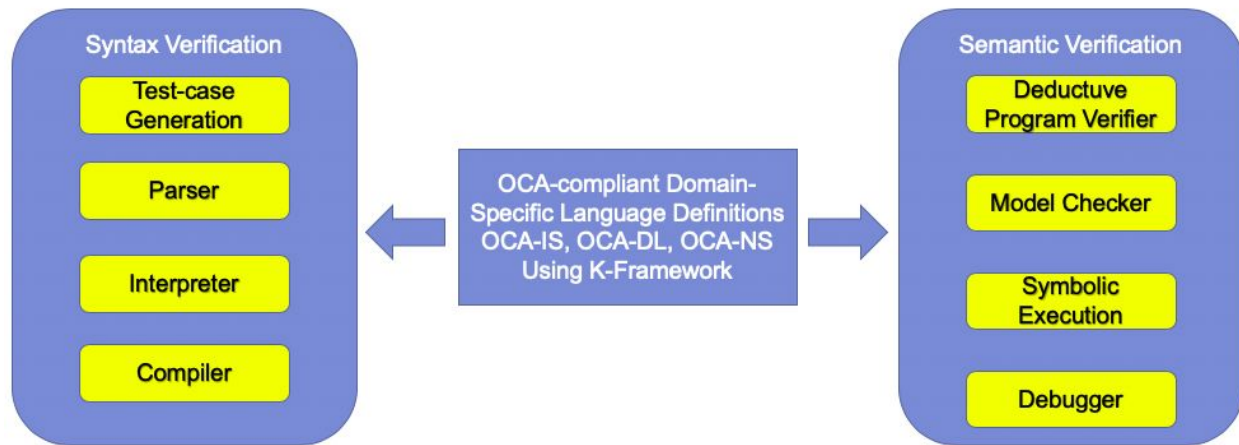 Syntax Verification
Test-case
Generation
Parser
Interpreter
Compiler
OCA-compliant Domain-
Specific Language Definitions
OCA-IS, OCA-DL, OCA-NS
Using K-Framework
Semantic Verification
Deductuve
Program Verifier
Model Checker
Symbolic
Execution
Debugger